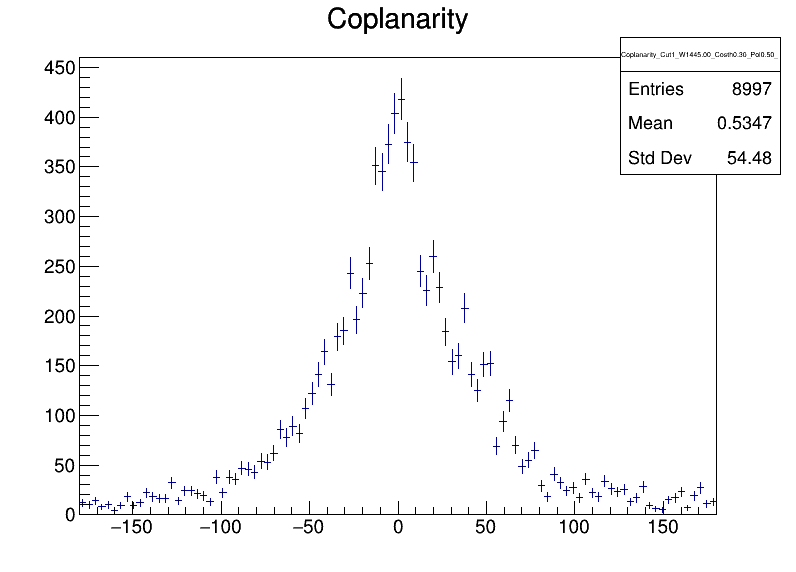 Coplanarity
Coplanarity_Cut1_W1445.00_Costh0.30_Pol0.50_
Entries 8997
Mean 0.5347
Std Dev 54.48
450
400
350
300
250
200
150
100
50
0
−150 −100 −50 0 50 100 150